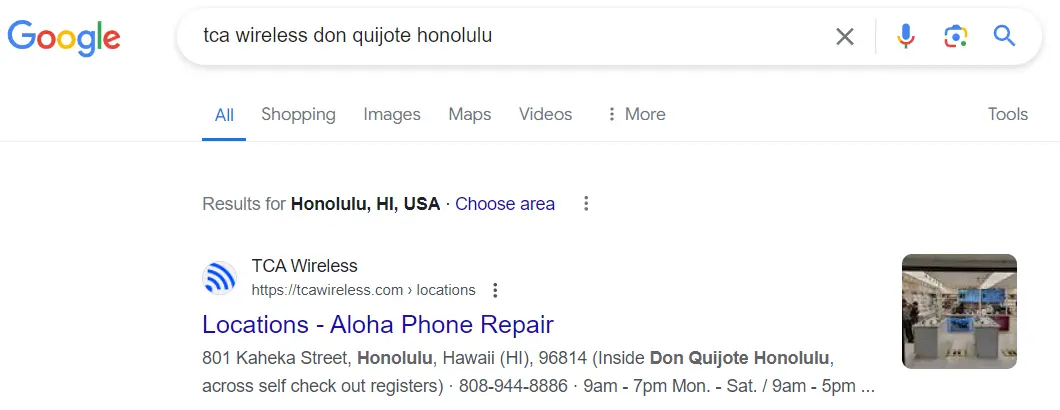 Google
tca wireless don quijote honolulu
All Shopping Images Maps Videos More Tools
Results for Honolulu, HI, USA · Choose area
TCA Wireless
https://tcawireless.com › locations
Locations - Aloha Phone Repair
801 Kaheka Street, Honolulu, Hawaii (HI), 96814 (Inside Don Quijote Honolulu,
across self check out registers) · 808-944-8886 · 9am - 7pm Mon. - Sat. / 9am - 5pm ...